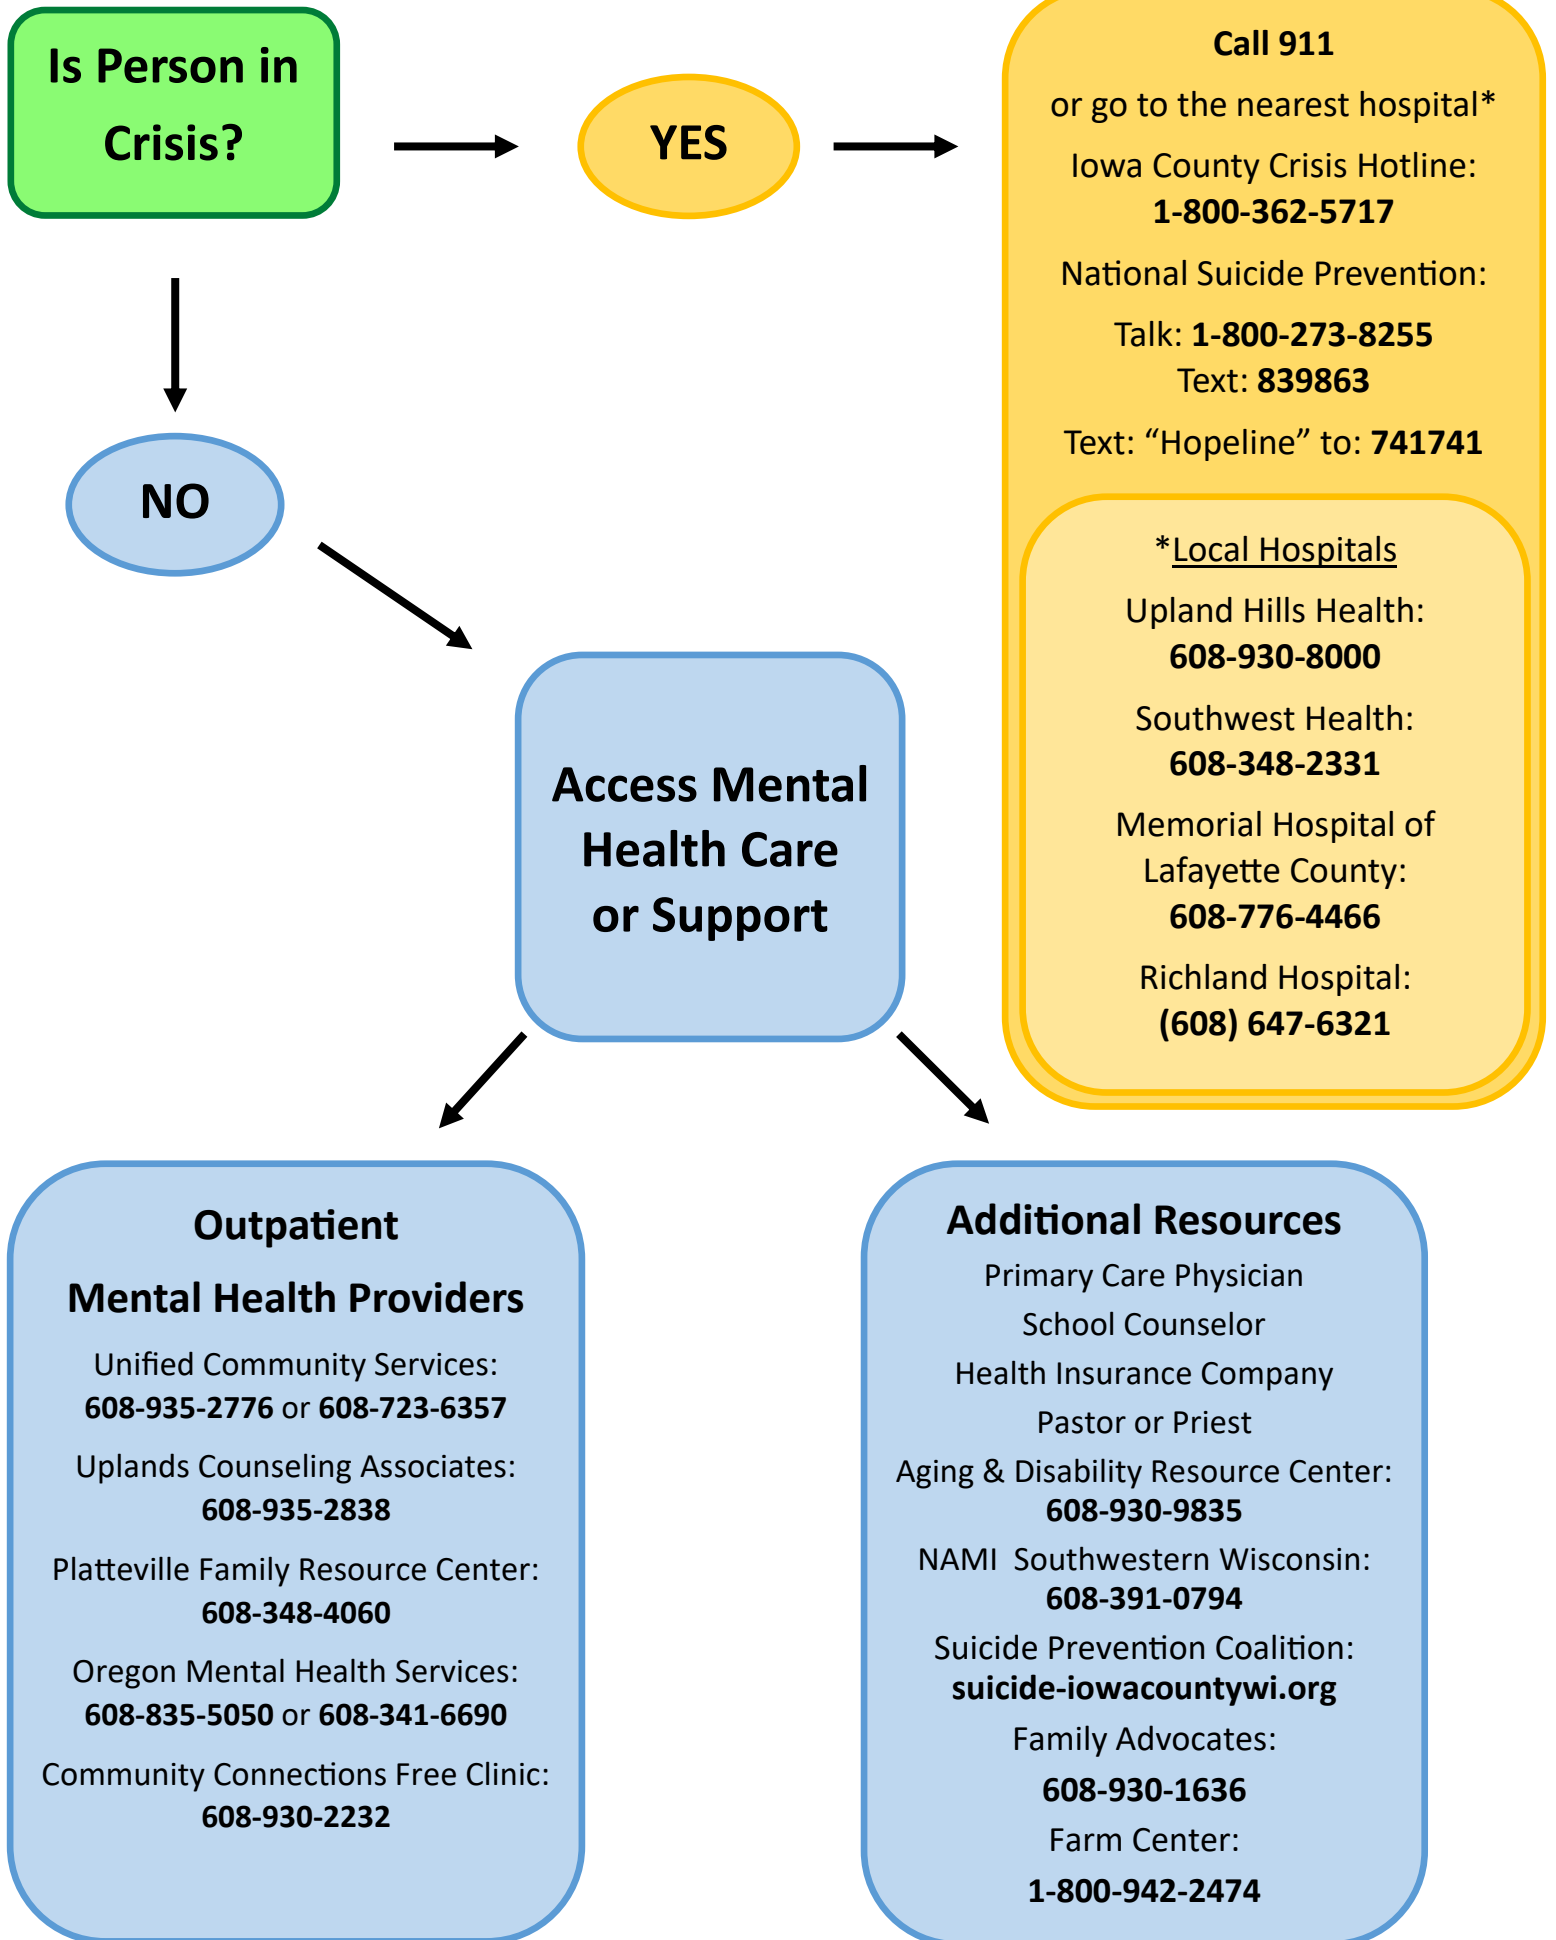 Is Person in
Crisis?
YES
Call 911
or go to the nearest hospital*
Iowa County Crisis Hotline:
1-800-362-5717
National Suicide Prevention:
Talk: 1-800-273-8255
Text: 839863
Text: “Hopeline” to: 741741
*Local Hospitals
Upland Hills Health:
608-930-8000
Southwest Health:
608-348-2331
Memorial Hospital of
Lafayette County:
608-776-4466
Richland Hospital:
(608) 647-6321
NO
Access Mental
Health Care
or Support
Outpatient
Mental Health Providers
Unified Community Services:
608-935-2776 or 608-723-6357
Uplands Counseling Associates:
608-935-2838
Platteville Family Resource Center:
608-348-4060
Oregon Mental Health Services:
608-835-5050 or 608-341-6690
Community Connections Free Clinic:
608-930-2232
Additional Resources
Primary Care Physician
School Counselor
Health Insurance Company
Pastor or Priest
Aging & Disability Resource Center:
608-930-9835
NAMI  Southwestern Wisconsin:
608-391-0794
Suicide Prevention Coalition:
suicide-iowacountywi.org
Family Advocates:
608-930-1636
Farm Center:
1-800-942-2474